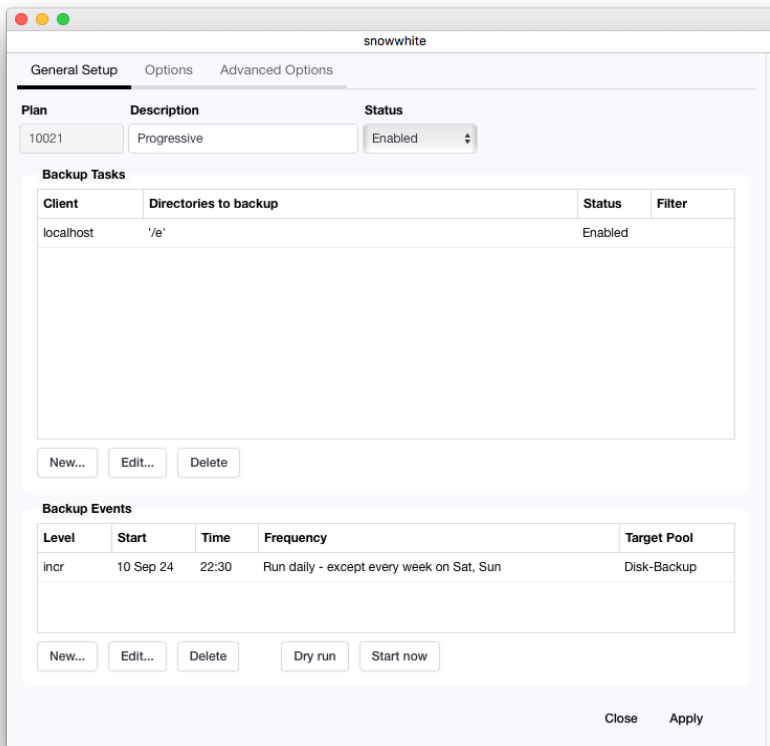 snowwhite
General Setup Options Advanced Options
Plan Description Status
10021 Progressive Enabled
Backup Tasks
Client Directories to backup Status Filter
localhost '/e' Enabled
New... Edit... Delete
Backup Events
Level Start Time Frequency Target Pool
incr 10 Sep 24 22:30 Run daily - except every week on Sat, Sun Disk-Backup
New... Edit... Delete Dry run Start now
Close Apply